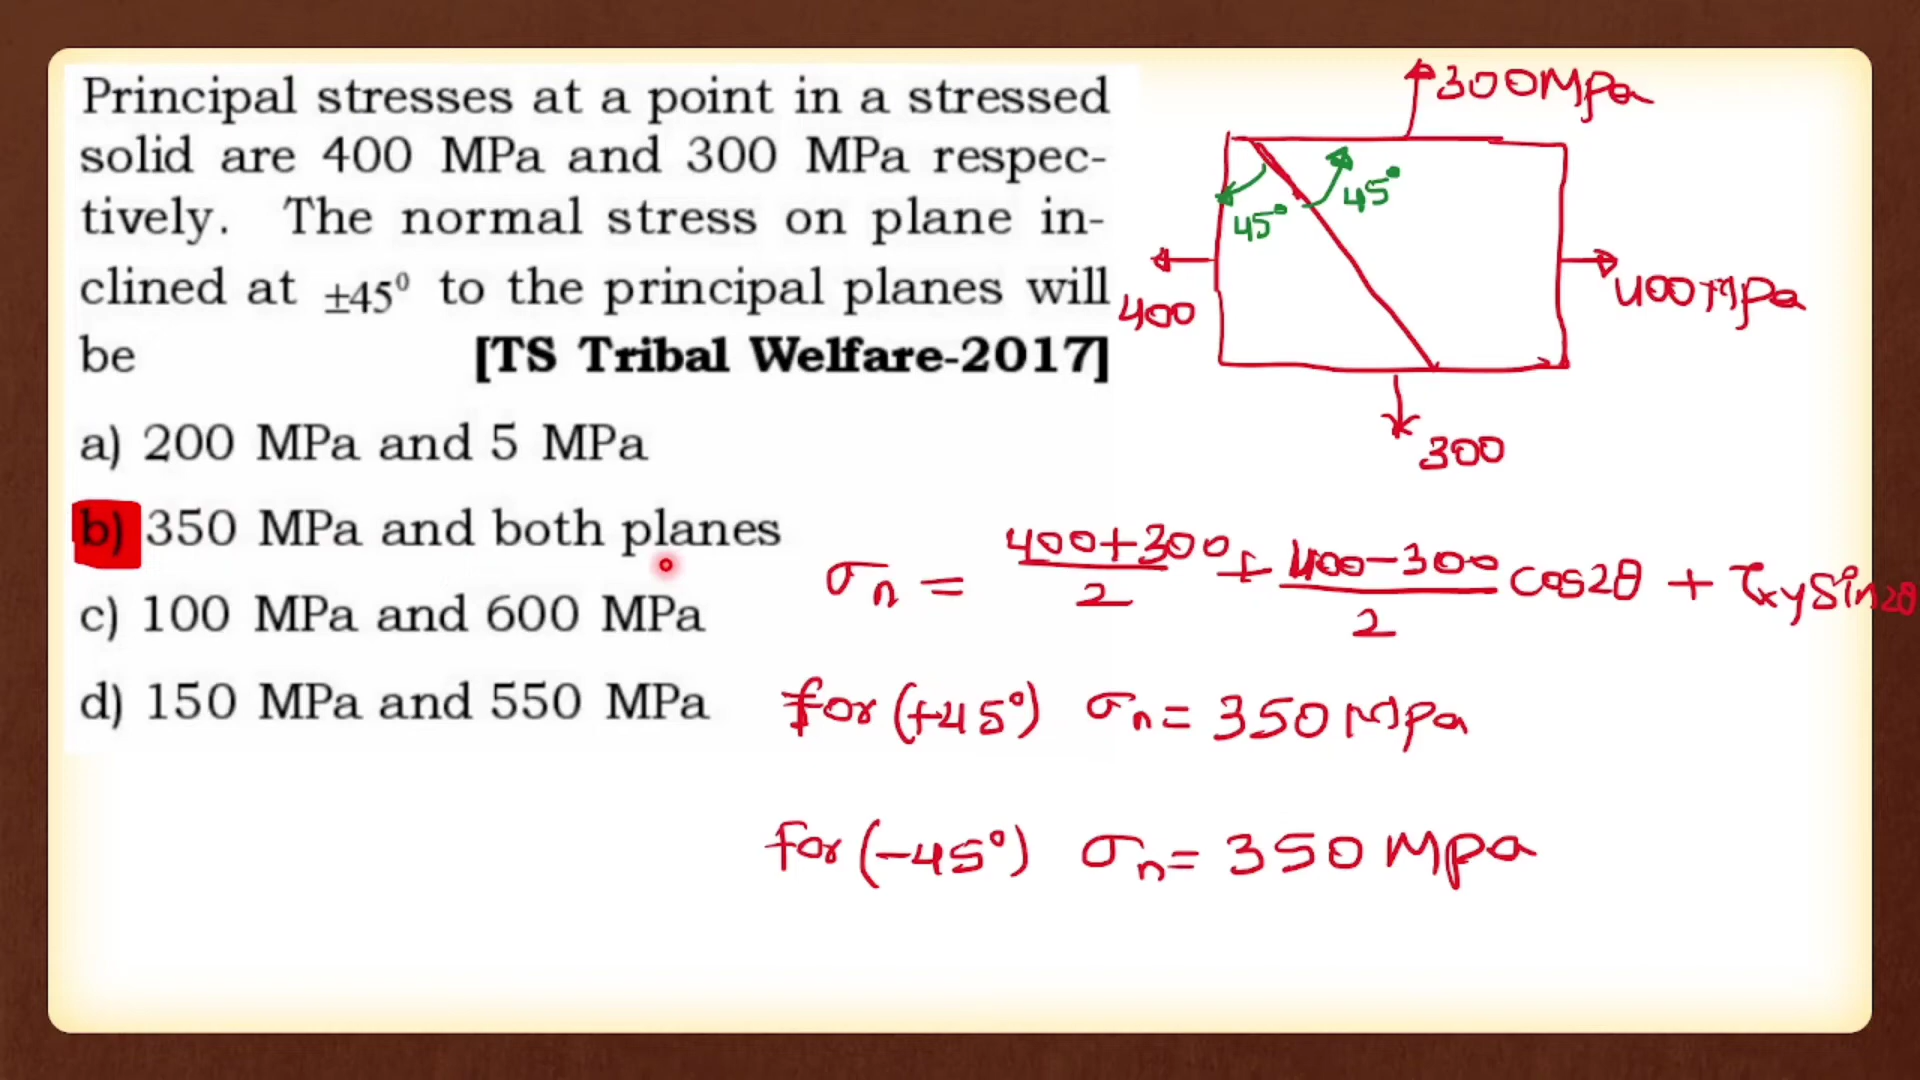 Principal stresses at a point in a stressed
solid are 400 MPa and 300 MPa respec-
tively. The normal stress on plane in-
clined at ±45⁰ to the principal planes will
be [TS Tribal Welfare-2017]
a) 200 MPa and 5 MPa
b) 350 MPa and both planes
c) 100 MPa and 600 MPa
d) 150 MPa and 550 MPa
300MPa
45°
45°
400
400MPa
300
σn = (400+300)/2 + (400-300)/2 cos2θ + τxy sin2θ
for (+45°) σn = 350 MPa
for (-45°) σn = 350 MPa